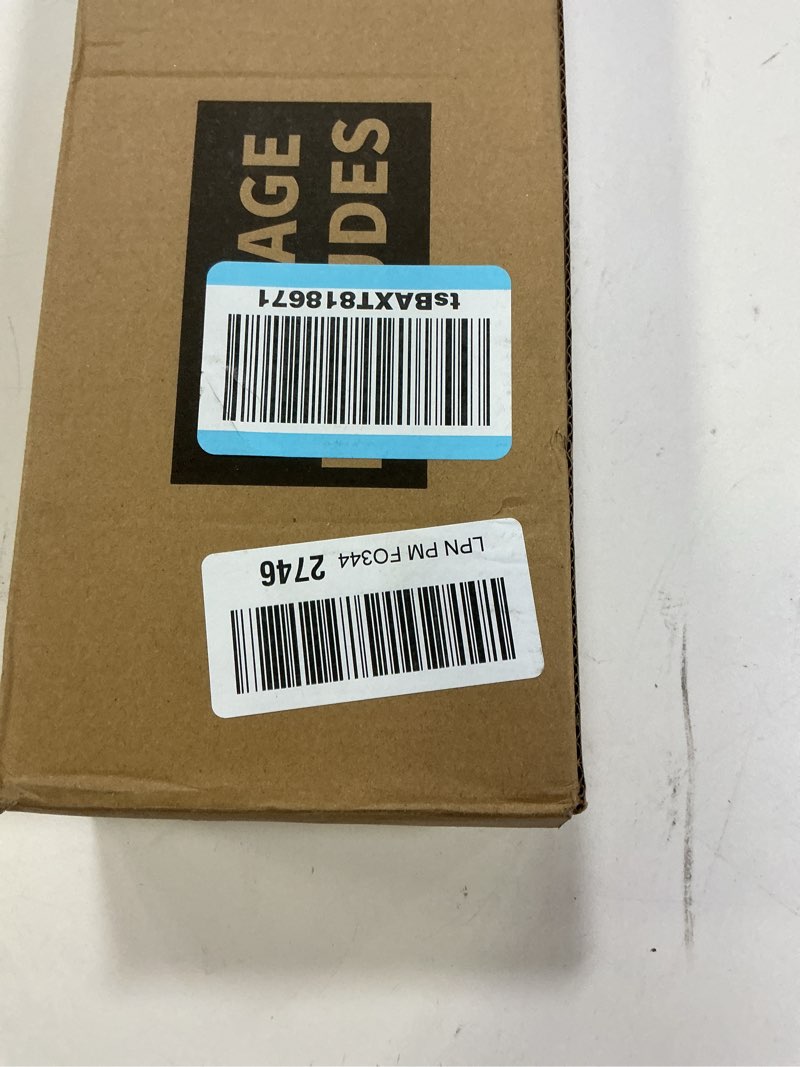 AGE
UDES
tsBAXT818671
LPN PM FO344 2746